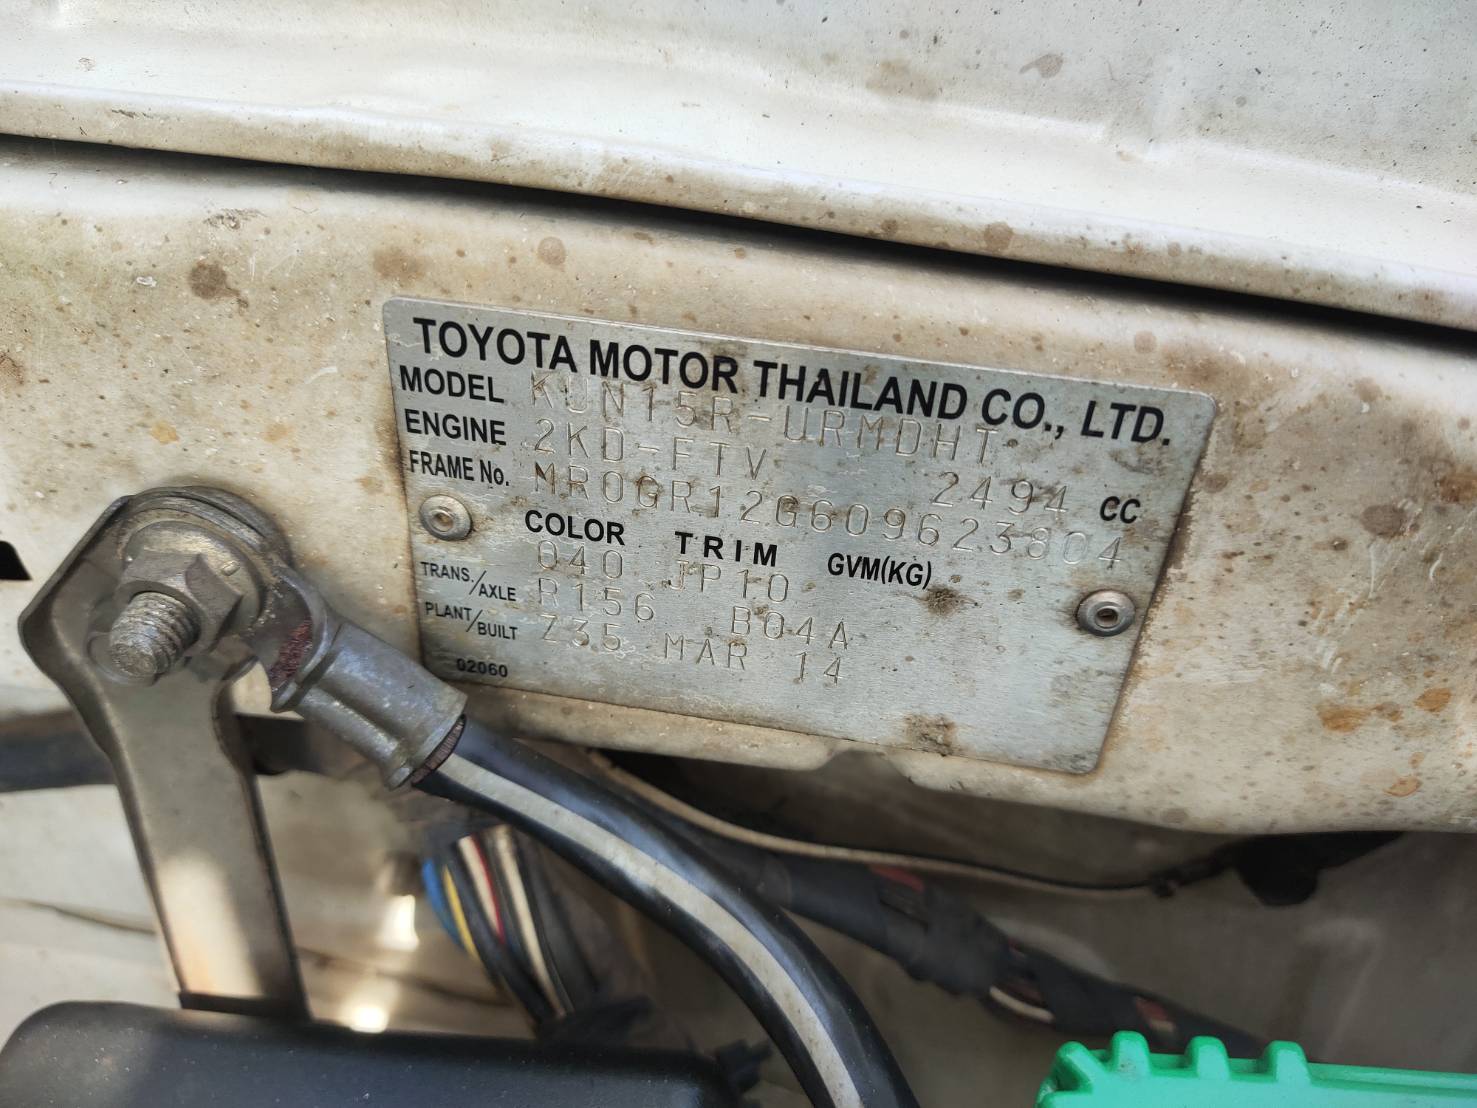 TOYOTA MOTOR THAILAND CO., LTD.
MODEL KUN15R-URMDHT
ENGINE 2KD-FTV 2494 CC
FRAME No. MR0GR12G609623804
COLOR TRIM GVM(KG)
040 JP10
TRANS./AXLE R156 B04A
PLANT/BUILT Z35 MAR 14
02060